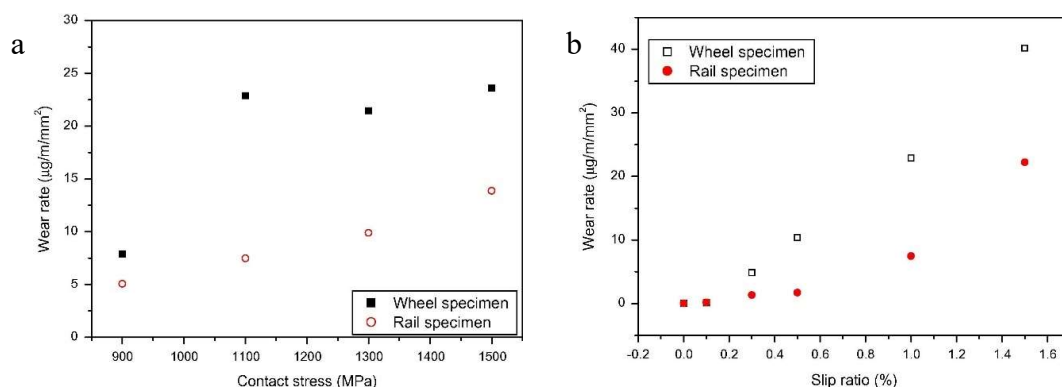 a
30
25
20
15
10
5
0
Wear rate (µg/m/mm²)
Wheel specimen
Rail specimen
900 1000 1100 1200 1300 1400 1500
Contact stress (MPa)
b
40
30
20
10
0
Wear rate (µg/m/mm²)
Wheel specimen
Rail specimen
-0.2 0.0 0.2 0.4 0.6 0.8 1.0 1.2 1.4 1.6
Slip ratio (%)